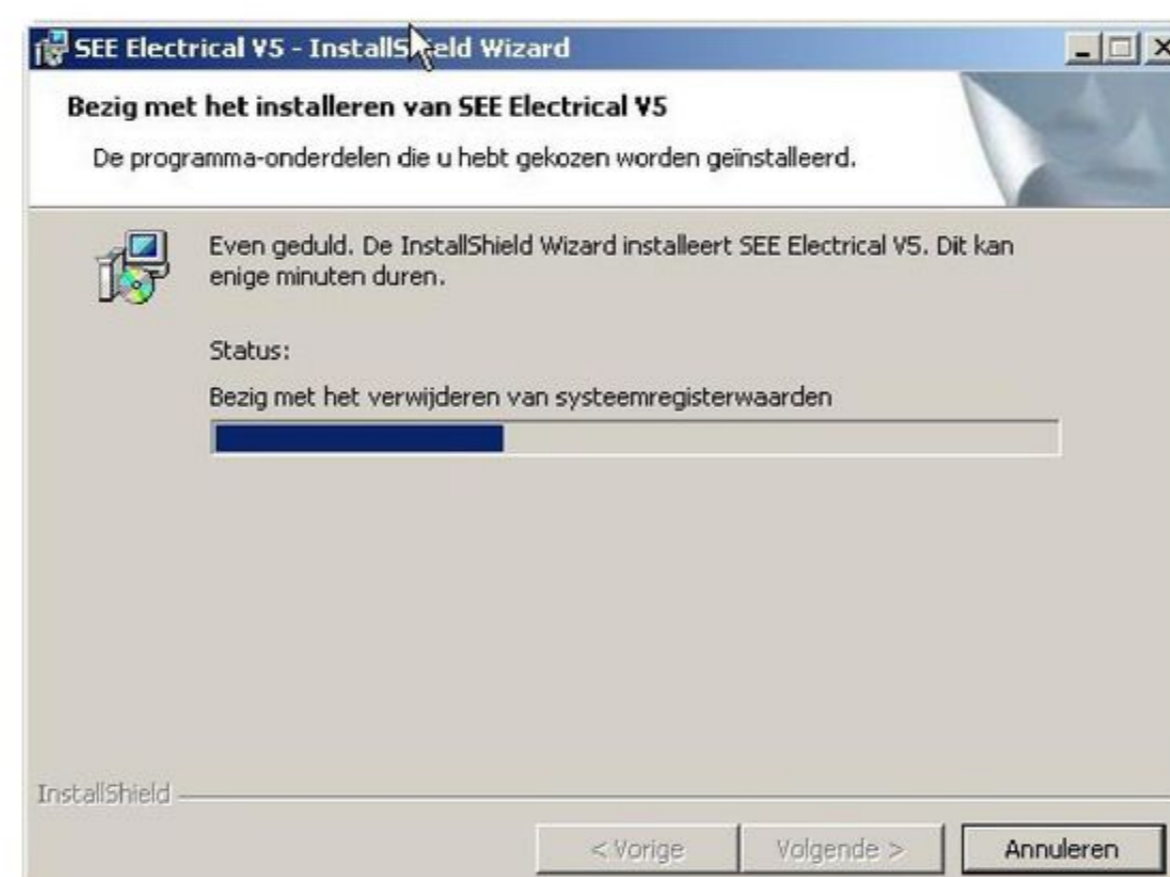 SEE Electrical V5 - InstallShield Wizard
Bezig met het installeren van SEE Electrical V5
De programma-onderdelen die u hebt gekozen worden geïnstalleerd.
Even geduld. De InstallShield Wizard installeert SEE Electrical V5. Dit kan
enige minuten duren.
Status:
Bezig met het verwijderen van systeemregisterwaarden
InstallShield
< Vorige
Volgende >
Annuleren